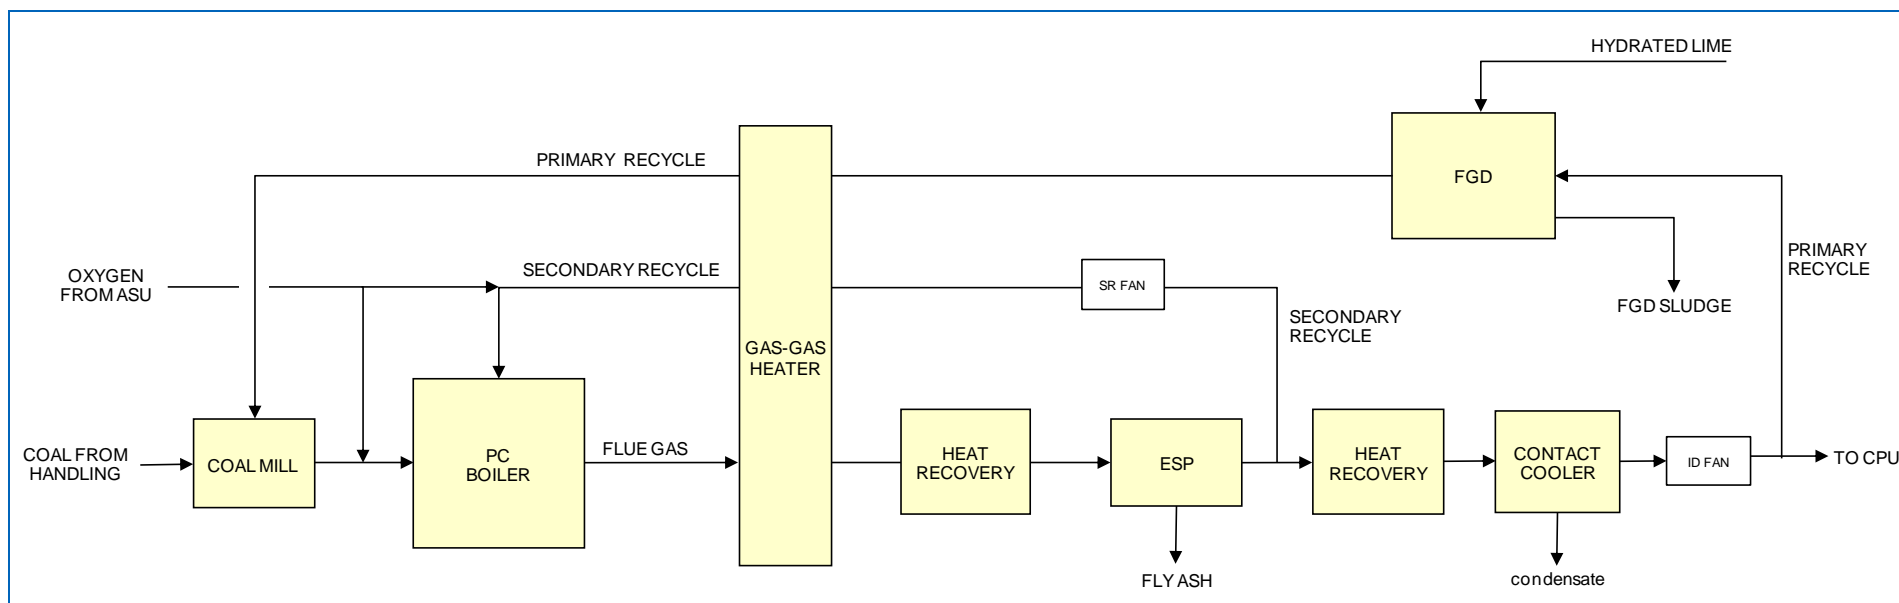 HYDRATED LIME
PRIMARY RECYCLE
FGD
SECONDARY RECYCLE
OXYGEN
FROM ASU
SR FAN
PRIMARY
RECYCLE
FGD SLUDGE
SECONDARY
RECYCLE
GAS-GAS
HEATER
COAL FROM
HANDLING
COAL MILL
PC
BOILER
FLUE GAS
HEAT
RECOVERY
ESP
HEAT
RECOVERY
CONTACT
COOLER
ID FAN
TO CPU
FLY ASH
condensate